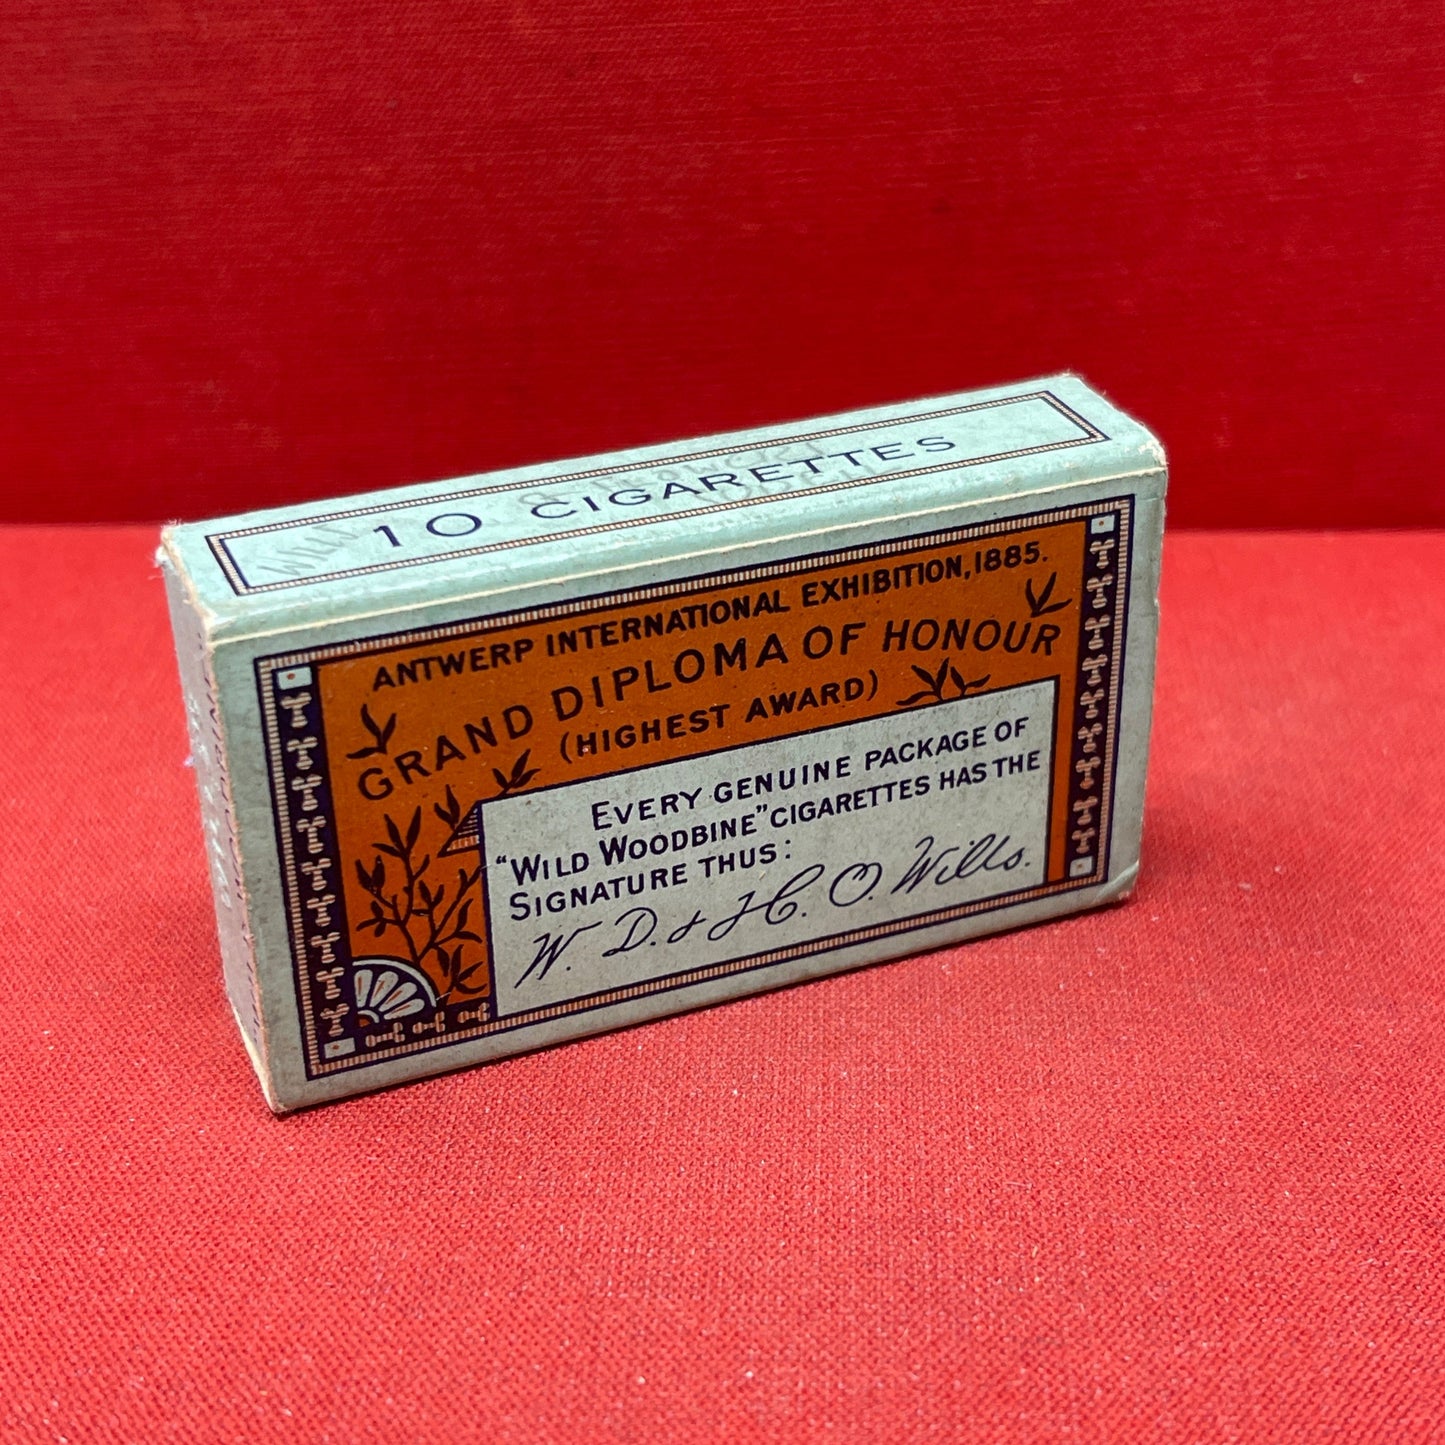 10 CIGARETTES
ANTWERP INTERNATIONAL EXHIBITION, 1885.
GRAND DIPLOMA OF HONOUR
(HIGHEST AWARD)
EVERY GENUINE PACKAGE OF
"WILD WOODBINE" CIGARETTES HAS THE
SIGNATURE THUS:
W. D. & H. O. Wills.